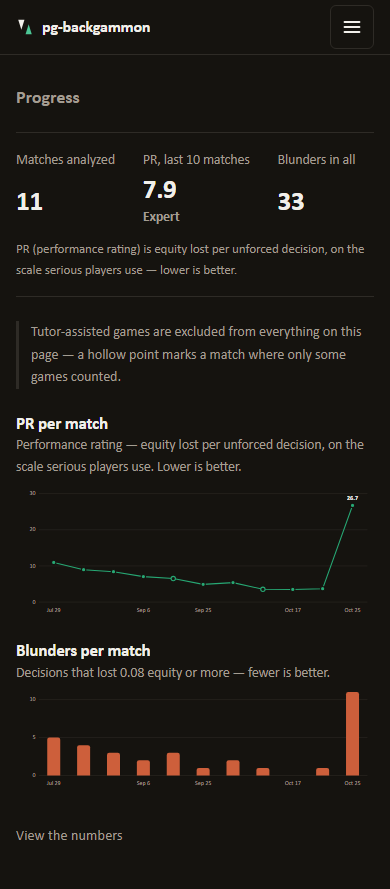 pg-backgammon
Progress
Matches analyzed
11
PR, last 10 matches
7.9
Expert
Blunders in all
33
PR (performance rating) is equity lost per unforced decision, on the
scale serious players use — lower is better.
Tutor-assisted games are excluded from everything on this
page — a hollow point marks a match where only some
games counted.
PR per match
Performance rating — equity lost per unforced decision, on the
scale serious players use. Lower is better.
30
20
10
0
26.7
Jul 29
Sep 6
Sep 25
Oct 17
Oct 25
Blunders per match
Decisions that lost 0.08 equity or more — fewer is better.
10
5
0
Jul 29
Sep 6
Sep 25
Oct 17
Oct 25
View the numbers